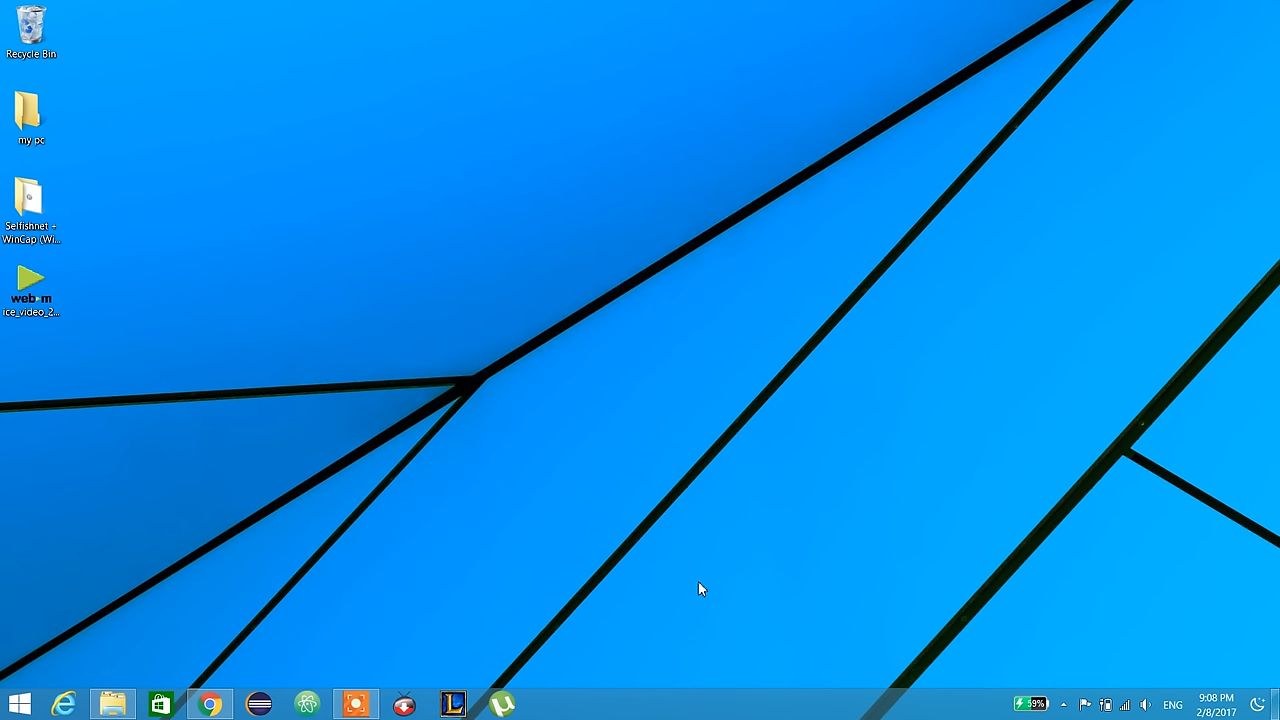 Recycle Bin
my pc
Selfishnet +
WinCap (Wi...
web m
ice_video_2...
59%
ENG
9:08 PM
2/8/2017